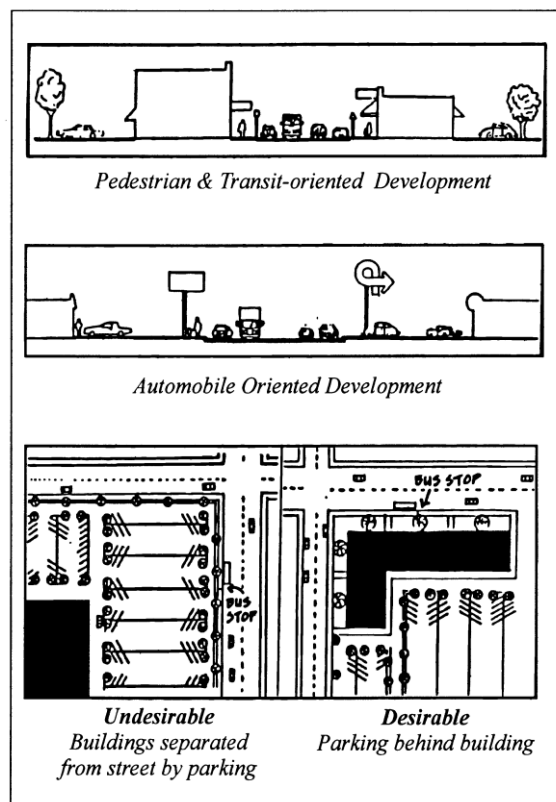 Pedestrian & Transit-oriented Development
Automobile Oriented Development
BUS STOP
BUS
STOP
Undesirable
Buildings separated
from street by parking
Desirable
Parking behind building